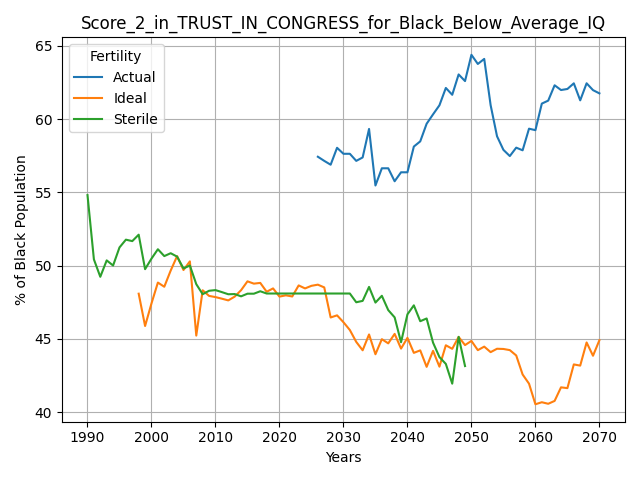 Score_2_in_TRUST_IN_CONGRESS_for_Black_Below_Average_IQ
Fertility
Actual
Ideal
Sterile
% of Black Population
65
60
55
50
45
40
1990 2000 2010 2020 2030 2040 2050 2060 2070
Years